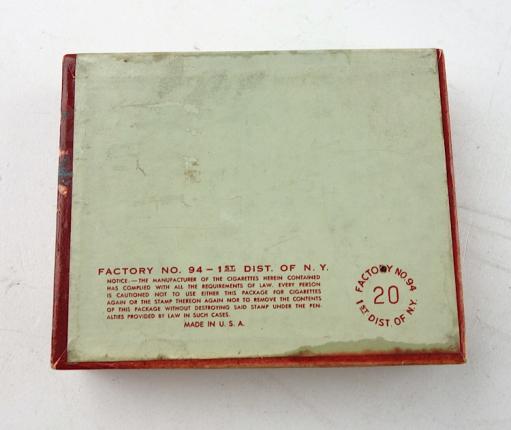 FACTORY NO. 94 - 1ST. DIST. OF N. Y.
NOTICE. - THE MANUFACTURER OF THE CIGARETTES HEREIN CONTAINED
HAS COMPLIED WITH ALL THE REQUIREMENTS OF LAW. EVERY PERSON
IS CAUTIONED NOT TO USE EITHER THIS PACKAGE FOR CIGARETTES
AGAIN OR THE STAMP THEREON AGAIN NOR TO REMOVE THE CONTENTS
OF THIS PACKAGE WITHOUT DESTROYING SAID STAMP UNDER THE PEN-
ALTIES PROVIDED BY LAW IN SUCH CASES.
MADE IN U. S. A.
FACTORY NO. 94
20
1ST DIST. OF N.Y.